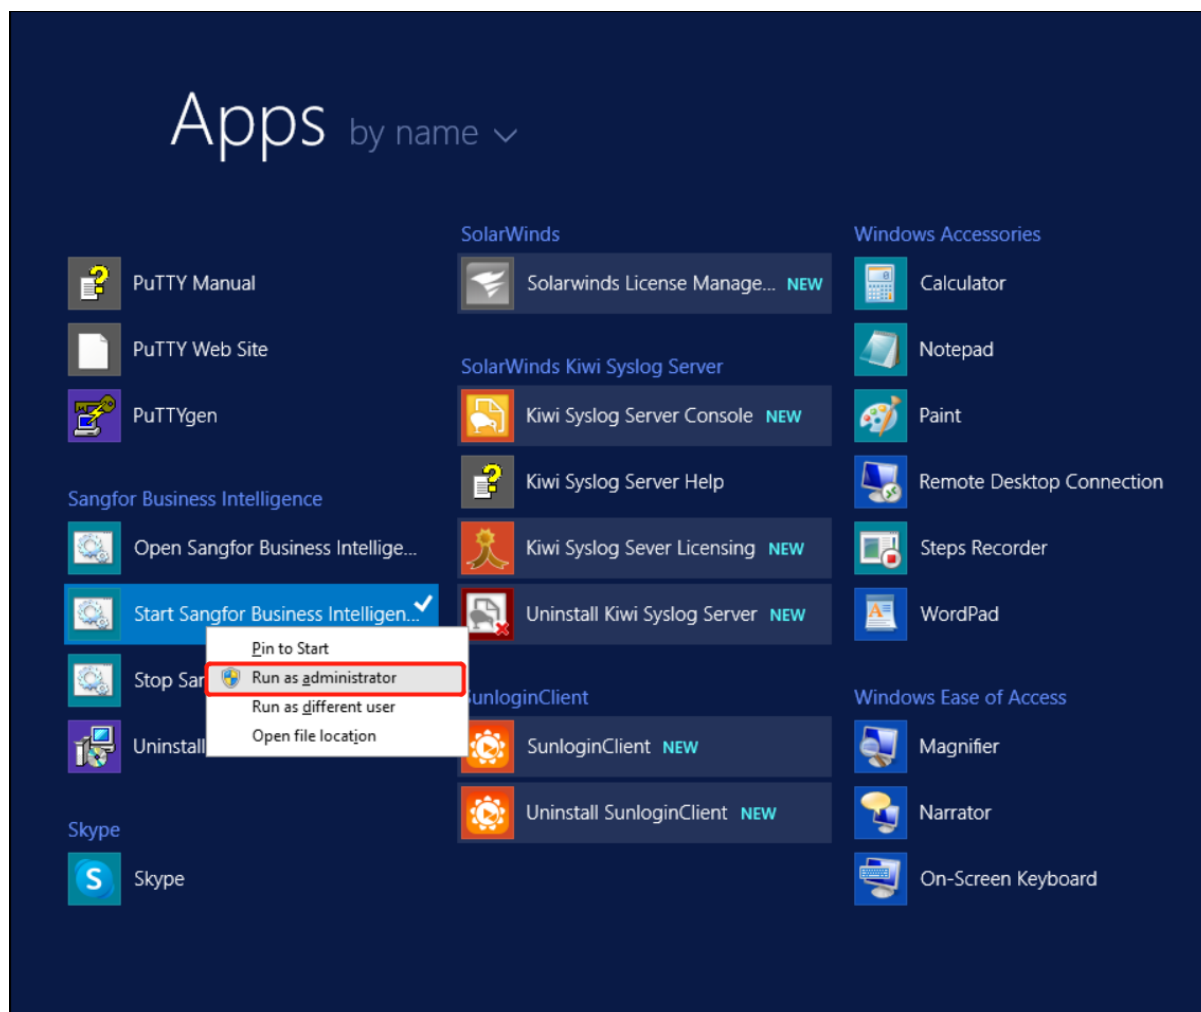 Apps by name
PuTTY Manual
PuTTY Web Site
PuTTYgen
Sangfor Business Intelligence
Open Sangfor Business Intellige...
Start Sangfor Business Intelligen...
Pin to Start
Run as administrator
Run as different user
Open file location
Stop San
Uninstall
Skype
Skype
SolarWinds
Solarwinds License Manage... NEW
SolarWinds Kiwi Syslog Server
Kiwi Syslog Server Console NEW
Kiwi Syslog Server Help
Kiwi Syslog Sever Licensing NEW
Uninstall Kiwi Syslog Server NEW
SunloginClient
SunloginClient NEW
Uninstall SunloginClient NEW
Windows Accessories
Calculator
Notepad
Paint
Remote Desktop Connection
Steps Recorder
WordPad
Windows Ease of Access
Magnifier
Narrator
On-Screen Keyboard